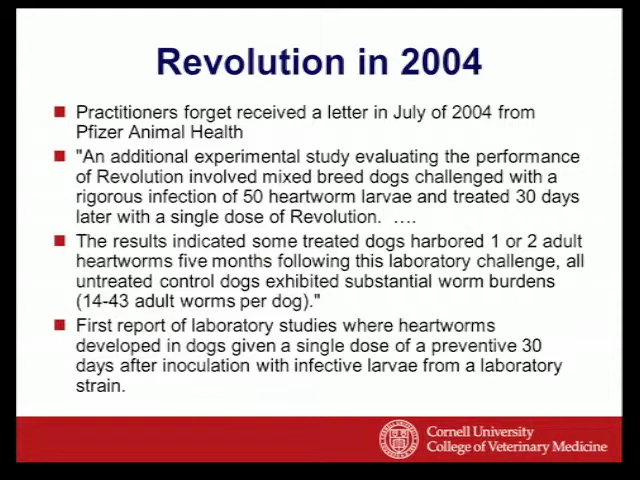 Revolution in 2004
Practitioners forget received a letter in July of 2004 from
Pfizer Animal Health
"An additional experimental study evaluating the performance
of Revolution involved mixed breed dogs challenged with a
rigorous infection of 50 heartworm larvae and treated 30 days
later with a single dose of Revolution.  ....
The results indicated some treated dogs harbored 1 or 2 adult
heartworms five months following this laboratory challenge, all
untreated control dogs exhibited substantial worm burdens
(14-43 adult worms per dog)."
First report of laboratory studies where heartworms
developed in dogs given a single dose of a preventive 30
days after inoculation with infective larvae from a laboratory
strain.
Cornell University
College of Veterinary Medicine